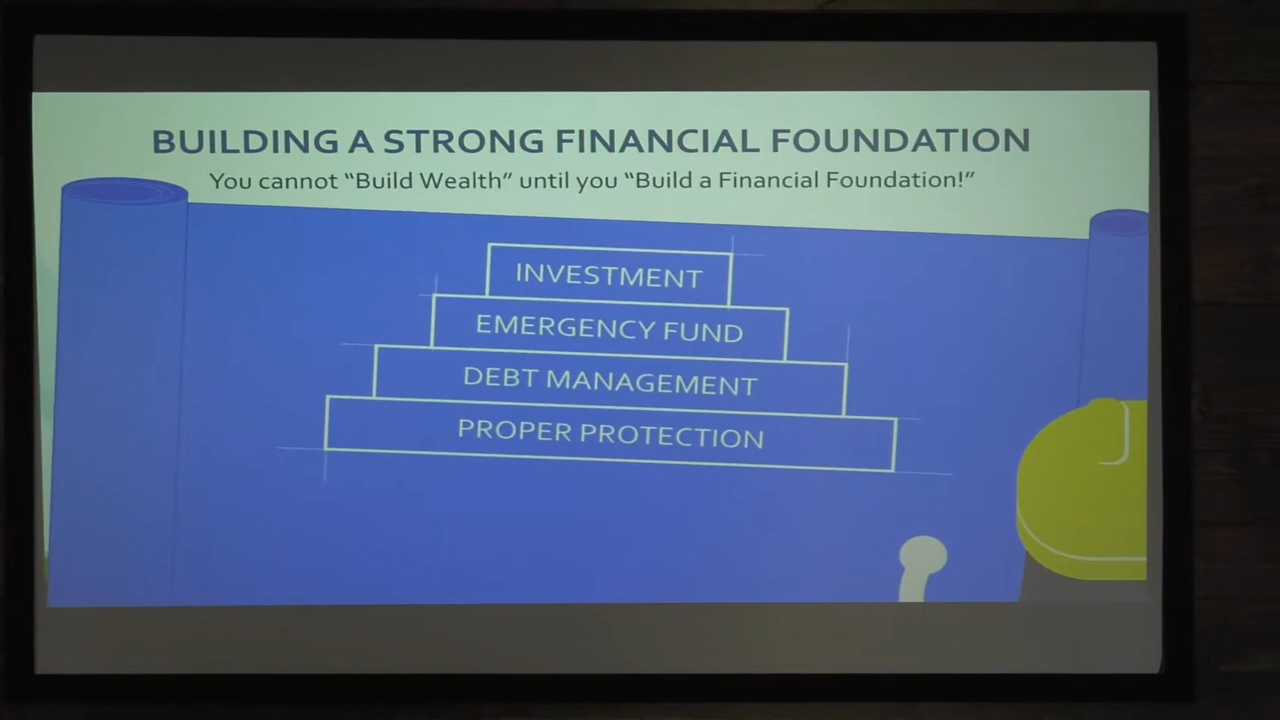 BUILDING A STRONG FINANCIAL FOUNDATION
You cannot “Build Wealth” until you “Build a Financial Foundation!”
INVESTMENT
EMERGENCY FUND
DEBT MANAGEMENT
PROPER PROTECTION